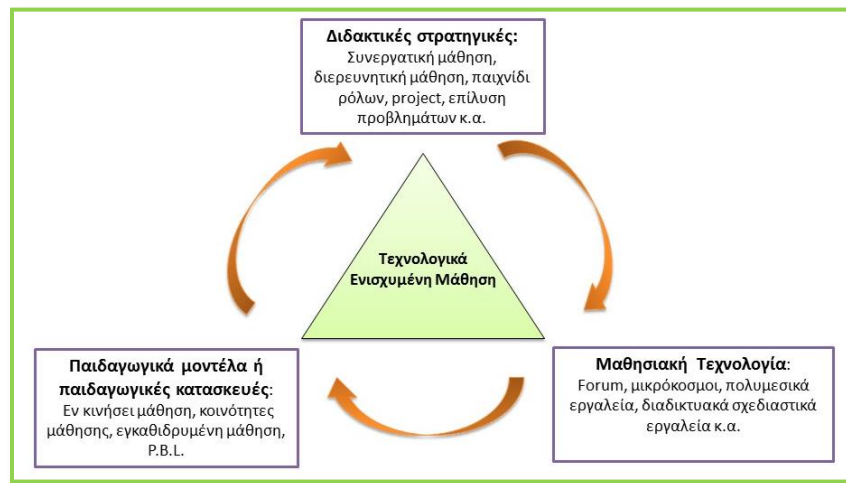 Διδακτικές στρατηγικές:
Συνεργατική μάθηση,
διερευνητική μάθηση, παιχνίδι
ρόλων, project, επίλυση
προβλημάτων κ.α.
Τεχνολογικά
Ενισχυμένη Μάθηση
Παιδαγωγικά μοντέλα ή
παιδαγωγικές κατασκευές:
Εν κινήσει μάθηση, κοινότητες
μάθησης, εγκαθιδρυμένη μάθηση,
P.B.L.
Μαθησιακή Τεχνολογία:
Forum, μικρόκοσμοι, πολυμεσικά
εργαλεία, διαδικτυακά σχεδιαστικά
εργαλεία κ.α.